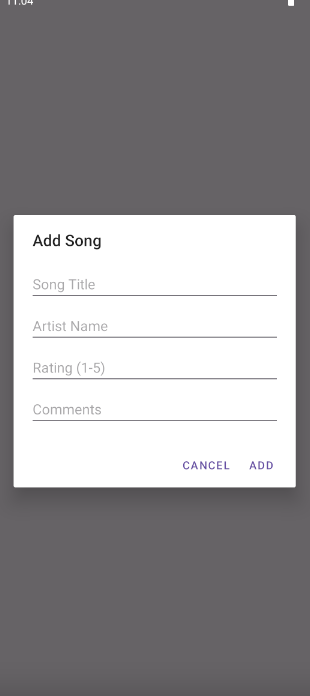 11:04
Add Song
Song Title
Artist Name
Rating (1-5)
Comments
CANCEL ADD